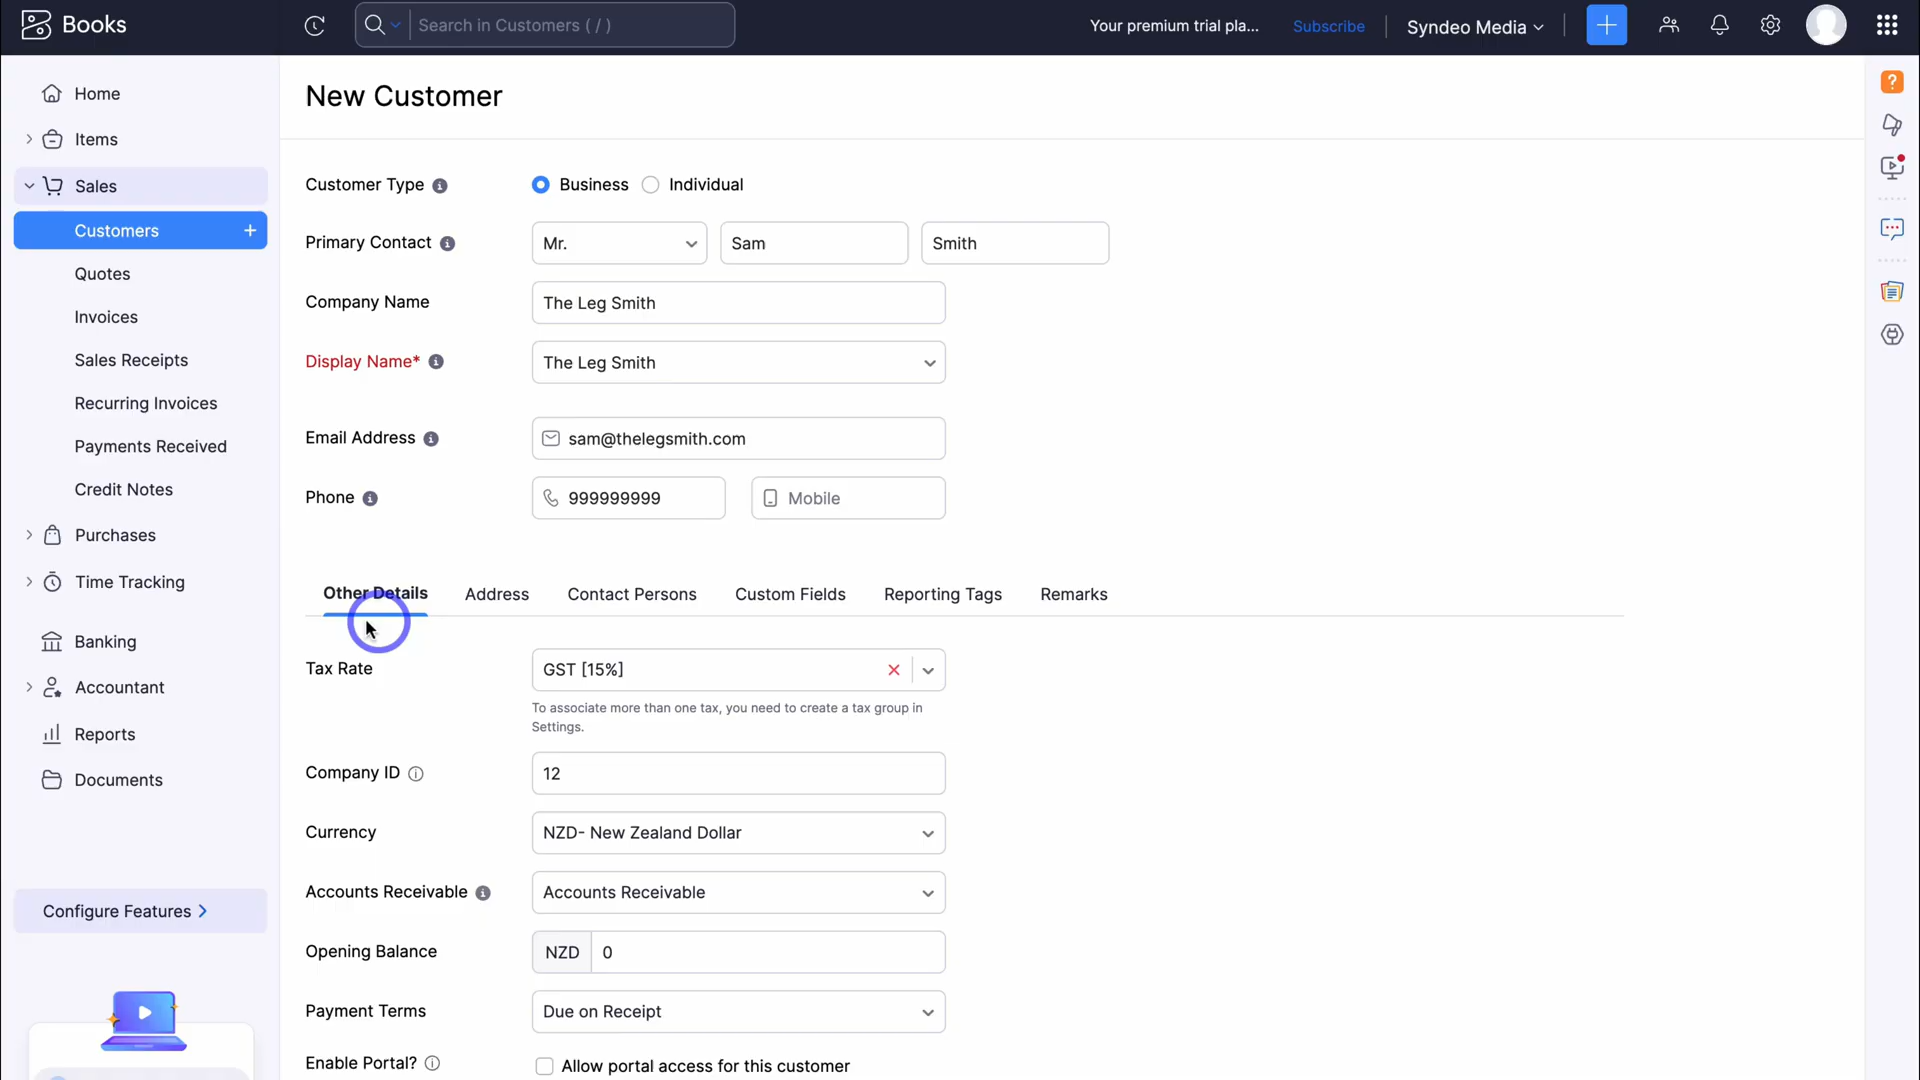 Books
Search in Customers ( / )
Your premium trial pla...
Subscribe
Syndeo Media
Home
Items
Sales
Customers
Quotes
Invoices
Sales Receipts
Recurring Invoices
Payments Received
Credit Notes
Purchases
Time Tracking
Banking
Accountant
Reports
Documents
Configure Features
New Customer
Customer Type
Business
Individual
Primary Contact
Mr.
Sam
Smith
Company Name
The Leg Smith
Display Name*
The Leg Smith
Email Address
sam@thelegsmith.com
Phone
999999999
Mobile
Other Details
Address
Contact Persons
Custom Fields
Reporting Tags
Remarks
Tax Rate
GST [15%]
To associate more than one tax, you need to create a tax group in
Settings.
Company ID
12
Currency
NZD- New Zealand Dollar
Accounts Receivable
Accounts Receivable
Opening Balance
NZD
0
Payment Terms
Due on Receipt
Enable Portal?
Allow portal access for this customer